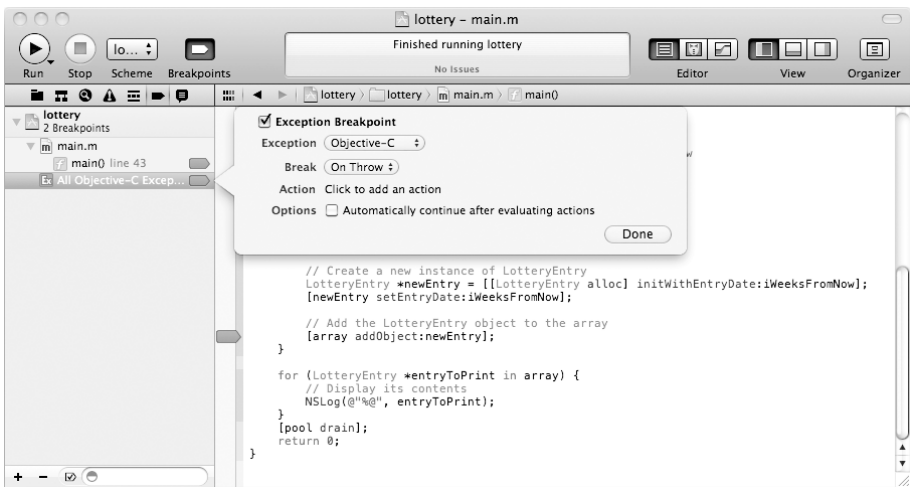 lottery – main.m
lo...
Finished running lottery
No Issues
Run Stop Scheme Breakpoints Editor View Organizer
lottery lottery m main.m f main()
lottery
2 Breakpoints
m main.m
f main() line 43
Ex All Objective-C Excep...
Exception Breakpoint
Exception Objective-C
Break On Throw
Action Click to add an action
Options Automatically continue after evaluating actions
Done
// Create a new instance of LotteryEntry
LotteryEntry *newEntry = [[LotteryEntry alloc] initWithEntryDate:iWeeksFromNow];
[newEntry setEntryDate:iWeeksFromNow];
// Add the LotteryEntry object to the array
[array addObject:newEntry];
}
for (LotteryEntry *entryToPrint in array) {
// Display its contents
NSLog(@"%@", entryToPrint);
}
[pool drain];
return 0;
}